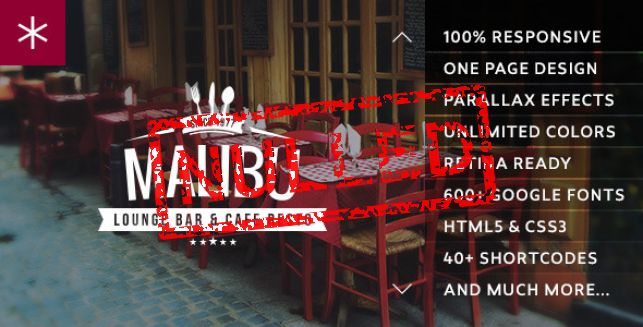 100% RESPONSIVE
ONE PAGE DESIGN
PARALLAX EFFECTS
UNLIMITED COLORS
RETINA READY
600+ GOOGLE FONTS
HTML5 & CSS3
40+ SHORTCODES
AND MUCH MORE...
MALIBU
LOUNGE BAR & CAFE
NULLED